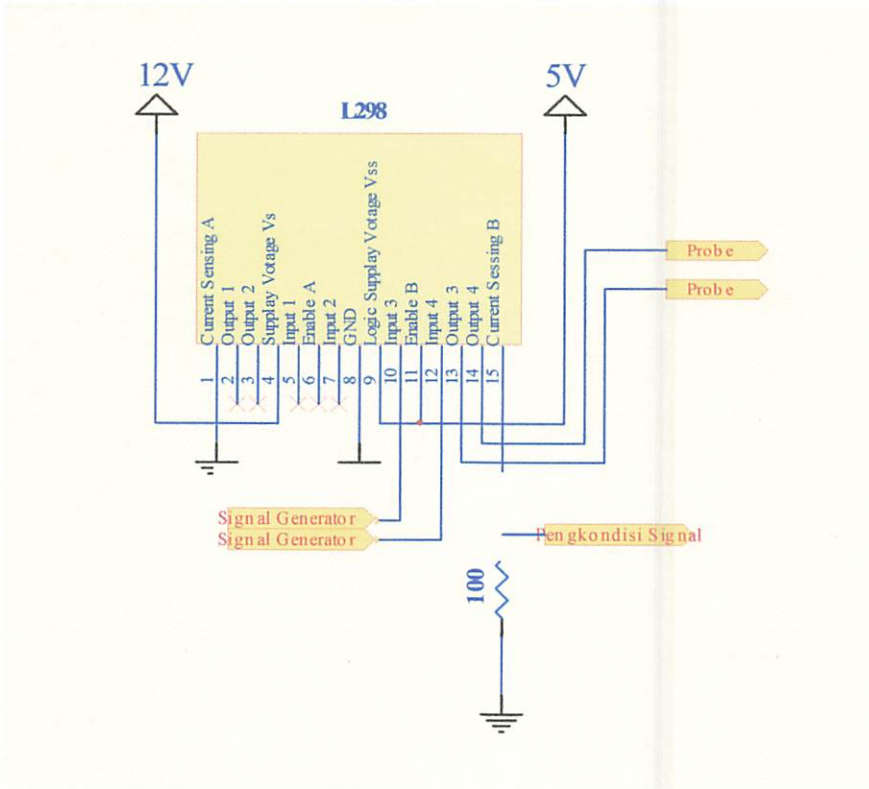 12V
5V
L298
Current Sensing A
Output 1
Output 2
Supplay Votage Vs
Input 1
Enable A
Input 2
GND
Logic Supplay Votage Vss
Input 3
Enable B
Input 4
Output 3
Output 4
Current Sessing B
1
2
3
4
5
6
7
8
9
10
11
12
13
14
15
Probe
Probe
Signal Generator
Signal Generator
Pengkondisi Signal
100